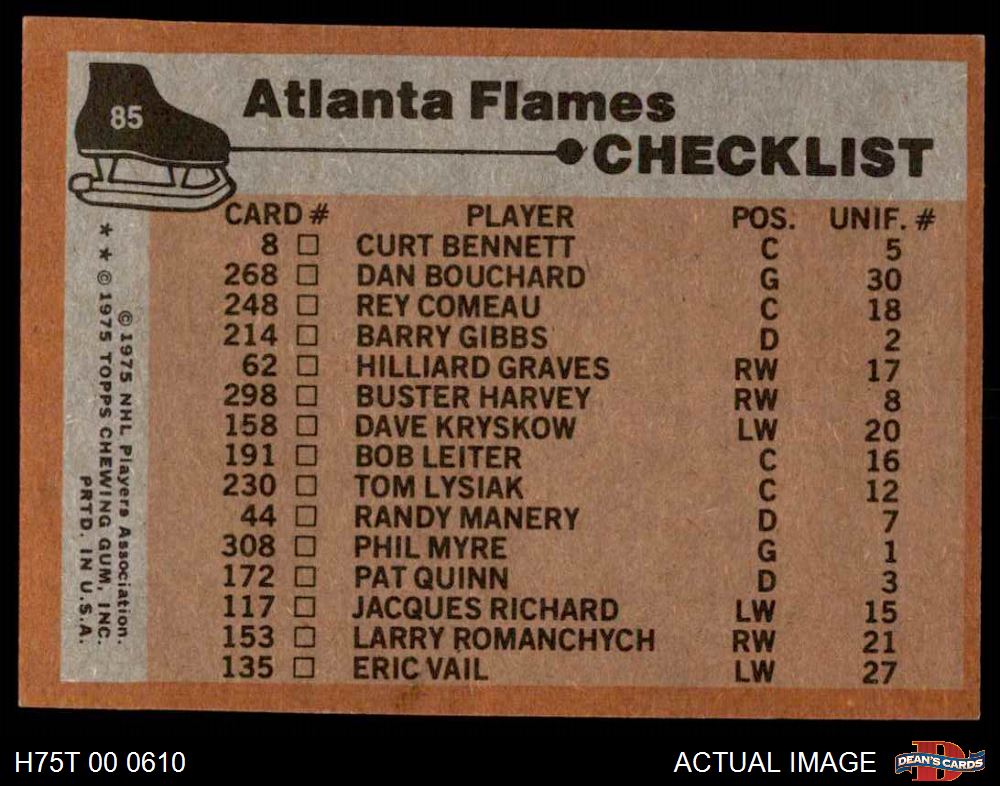 85
Atlanta Flames
CHECKLIST
CARD # PLAYER POS. UNIF. #
8 CURT BENNETT C 5
268 DAN BOUCHARD G 30
248 REY COMEAU C 18
214 BARRY GIBBS D 2
62 HILLIARD GRAVES RW 17
298 BUSTER HARVEY RW 8
158 DAVE KRYSKOW LW 20
191 BOB LEITER C 16
230 TOM LYSIAK C 12
44 RANDY MANERY D 7
308 PHIL MYRE G 1
172 PAT QUINN D 3
117 JACQUES RICHARD LW 15
153 LARRY ROMANCHYCH RW 21
135 ERIC VAIL LW 27
© 1975 NHL Players Association.
* * © 1975 TOPPS CHEWING GUM, INC.
PRTD. IN U.S.A.
H75T 00 0610
ACTUAL IMAGE
D
DEAN'S CARDS